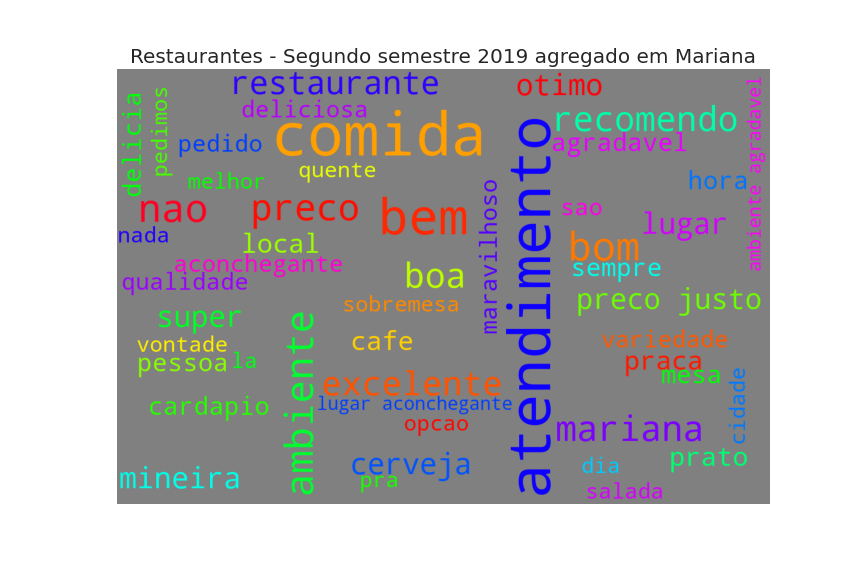 Restaurantes - Segundo semestre 2019 agregado em Mariana
restaurante
otimo
delicia
pedimos
deliciosa
comida
recomendo
ambiente agradavel
pedido
agradavel
quente
melhor
hora
nao
preco
bem
maravilhoso
atendimento
sao
lugar
nada
local
bom
aconchegante
sempre
qualidade
boa
preco justo
super
sobremesa
vontade
cafe
variedade
pessoa
la
praca
mesa
ambiente
excelente
cidade
cardapio
lugar aconchegante
opcao
mariana
mineira
cerveja
prato
pra
dia
salada